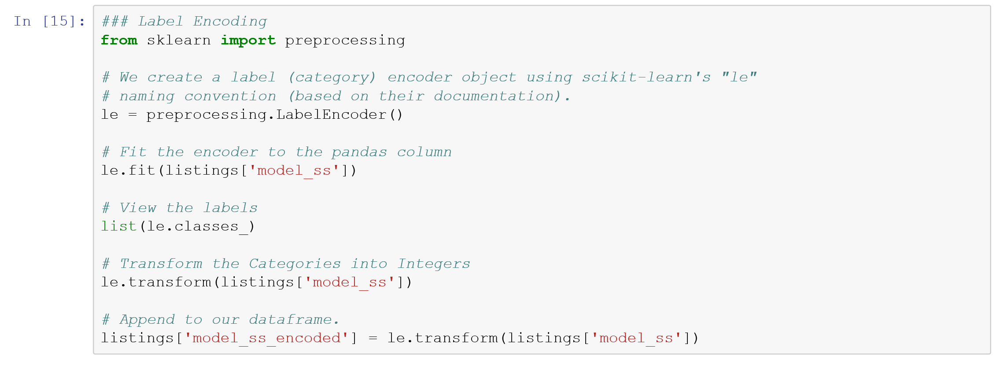 In [15]: ### Label Encoding
from sklearn import preprocessing
# We create a label (category) encoder object using scikit-learn's "le"
# naming convention (based on their documentation).
le = preprocessing.LabelEncoder()
# Fit the encoder to the pandas column
le.fit(listings['model_ss'])
# View the labels
list(le.classes_)
# Transform the Categories into Integers
le.transform(listings['model_ss'])
# Append to our dataframe.
listings['model_ss_encoded'] = le.transform(listings['model_ss'])